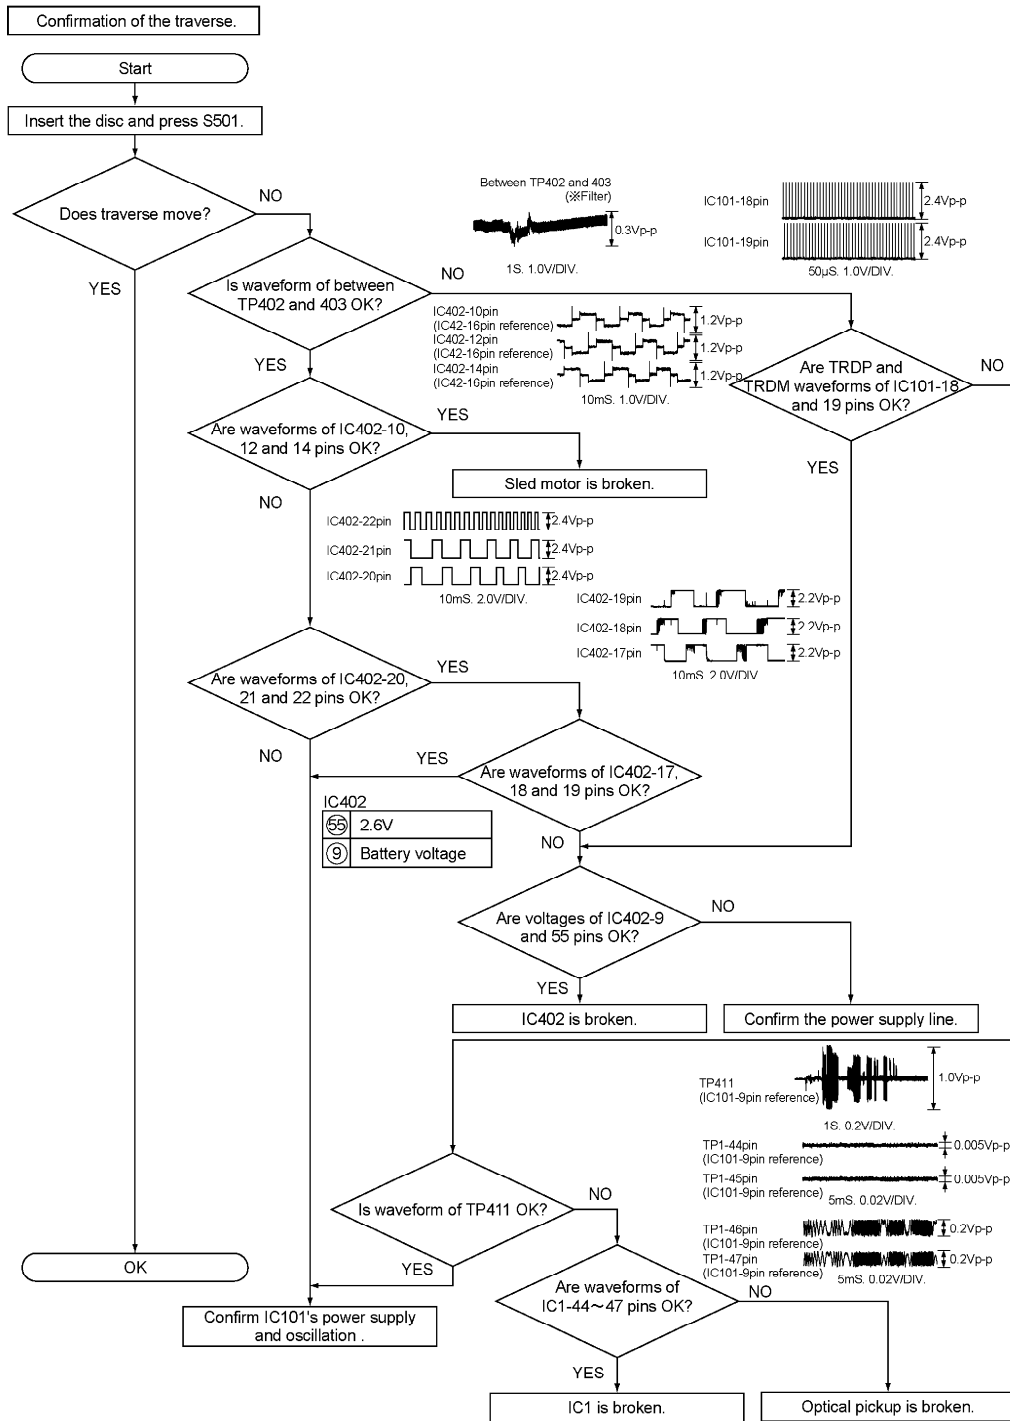 Confirmation of the traverse.
Start
Insert the disc and press S501.
Does traverse move?
NO
YES
Between TP402 and 403
(※Filter)
0.3Vp-p
1S. 1.0V/DIV.
IC101-18pin
2.4Vp-p
IC101-19pin
2.4Vp-p
50µS. 1.0V/DIV.
Is waveform of between
TP402 and 403 OK?
NO
YES
IC402-10pin
(IC42-16pin reference)
1.2Vp-p
IC402-12pin
(IC42-16pin reference)
1.2Vp-p
IC402-14pin
(IC42-16pin reference)
1.2Vp-p
10mS. 1.0V/DIV.
Are TRDP and
TRDM waveforms of IC101-18
and 19 pins OK?
NO
YES
Are waveforms of IC402-10,
12 and 14 pins OK?
YES
NO
Sled motor is broken.
IC402-22pin
2.4Vp-p
IC402-21pin
2.4Vp-p
IC402-20pin
2.4Vp-p
10mS. 2.0V/DIV.
IC402-19pin
2.2Vp-p
IC402-18pin
2.2Vp-p
IC402-17pin
2.2Vp-p
10mS. 2.0V/DIV
Are waveforms of IC402-20,
21 and 22 pins OK?
YES
NO
Are waveforms of IC402-17,
18 and 19 pins OK?
YES
NO
IC402
55 2.6V
9 Battery voltage
Are voltages of IC402-9
and 55 pins OK?
NO
YES
IC402 is broken.
Confirm the power supply line.
TP411
(IC101-9pin reference)
1.0Vp-p
1S. 0.2V/DIV.
TP1-44pin
(IC101-9pin reference)
0.005Vp-p
TP1-45pin
(IC101-9pin reference)
0.005Vp-p
5mS. 0.02V/DIV.
TP1-46pin
(IC101-9pin reference)
0.2Vp-p
TP1-47pin
(IC101-9pin reference)
0.2Vp-p
5mS. 0.02V/DIV.
Is waveform of TP411 OK?
NO
YES
OK
Confirm IC101's power supply
and oscillation .
Are waveforms of
IC1-44～47 pins OK?
NO
YES
IC1 is broken.
Optical pickup is broken.